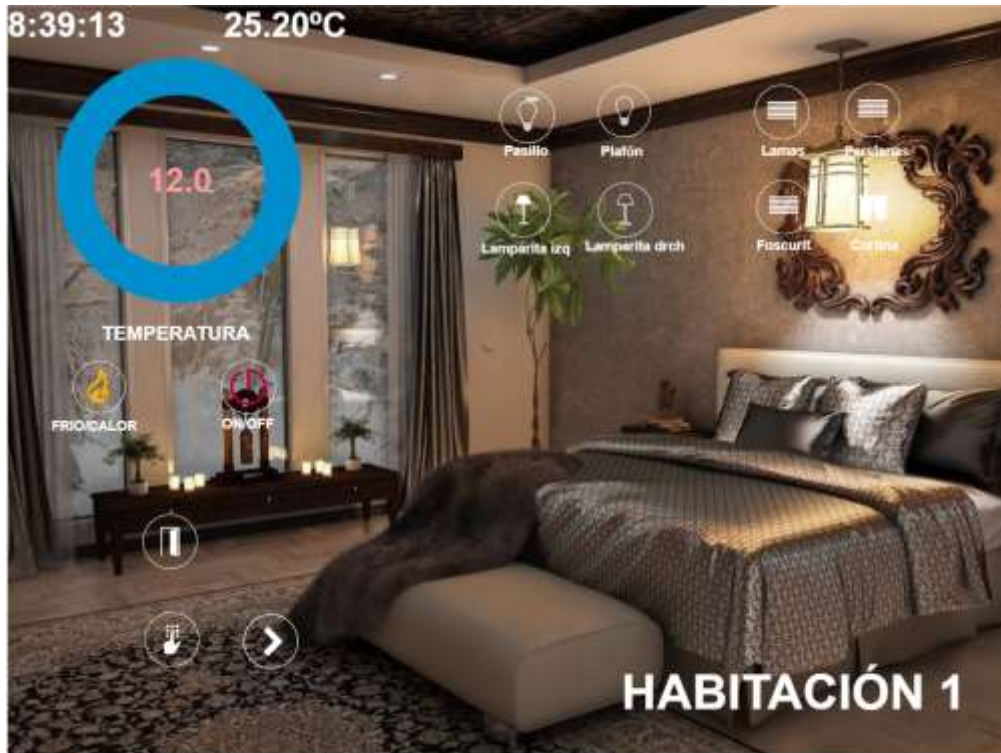 8:39:13
25.20ºC
12.0
TEMPERATURA
FRIO/CALOR
ON/OFF
Pasillo
Plafón
Lamparita izq
Lamparita drch
Lamas
Persianas
Foscurit
Cortina
HABITACIÓN 1